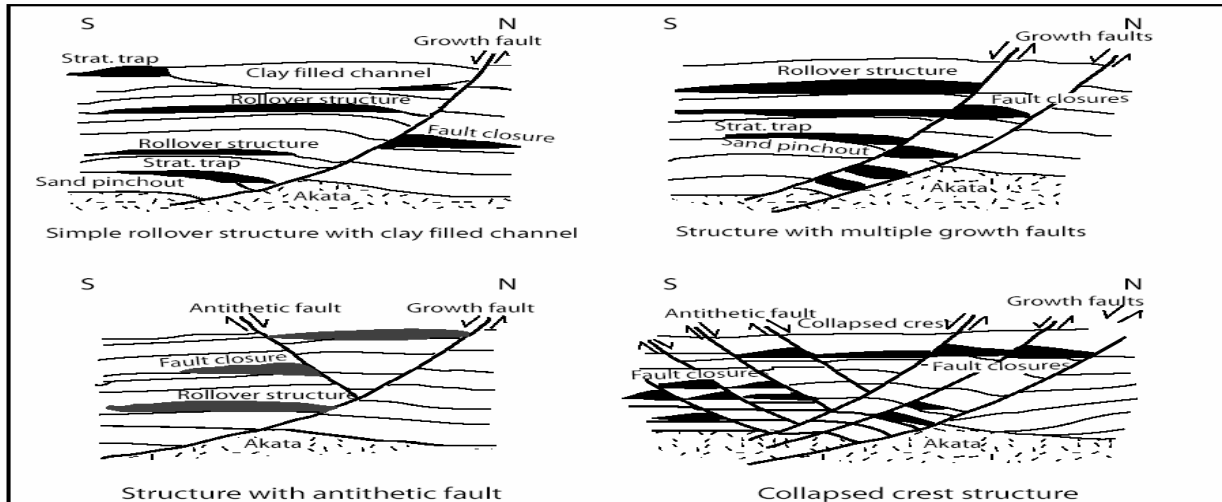 S N
Growth fault
Strat. trap
Clay filled channel
Rollover structure
Fault closure
Rollover structure
Strat. trap
Sand pinchout
Akata
Simple rollover structure with clay filled channel
S N
Growth faults
Rollover structure
Fault closures
Strat. trap
Sand pinchout
Akata
Structure with multiple growth faults
S N
Antithetic fault Growth fault
Fault closure
Rollover structure
Akata
Structure with antithetic fault
S N
Growth faults
Antithetic fault
Collapsed crest
Fault closures
Fault closures
Akata
Collapsed crest structure